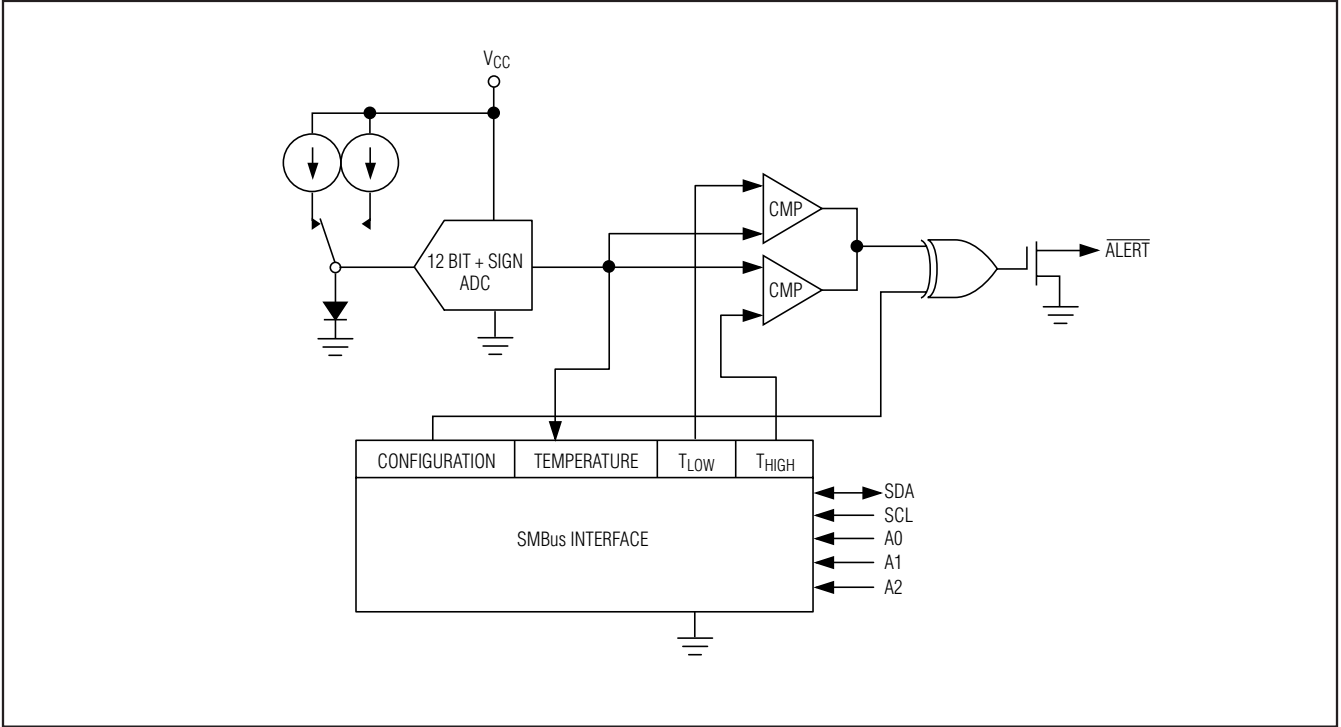 VCC
CMP
12 BIT + SIGN
ADC
CMP
ALERT
CONFIGURATION TEMPERATURE TLOW THIGH
SDA
SCL
SMBus INTERFACE
A0
A1
A2